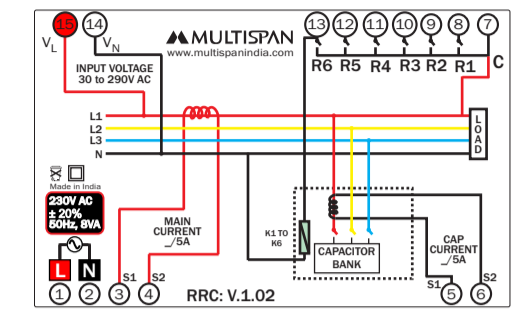 15 14 13 12 11 10 9 8 7
MULTISPAN
www.multispanindia.com
VL VN
INPUT VOLTAGE
30 to 290V AC
R6 R5 R4 R3 R2 R1 C
L1
L2
L3
N
LOAD
Made in India
230V AC
± 20%
50Hz, 8VA
MAIN
CURRENT
_/5A
K1 TO
K6
CAPACITOR
BANK
CAP
CURRENT
_/5A
L N S1 S2
S1 S2
1 2 3 4 5 6
RRC: V.1.02